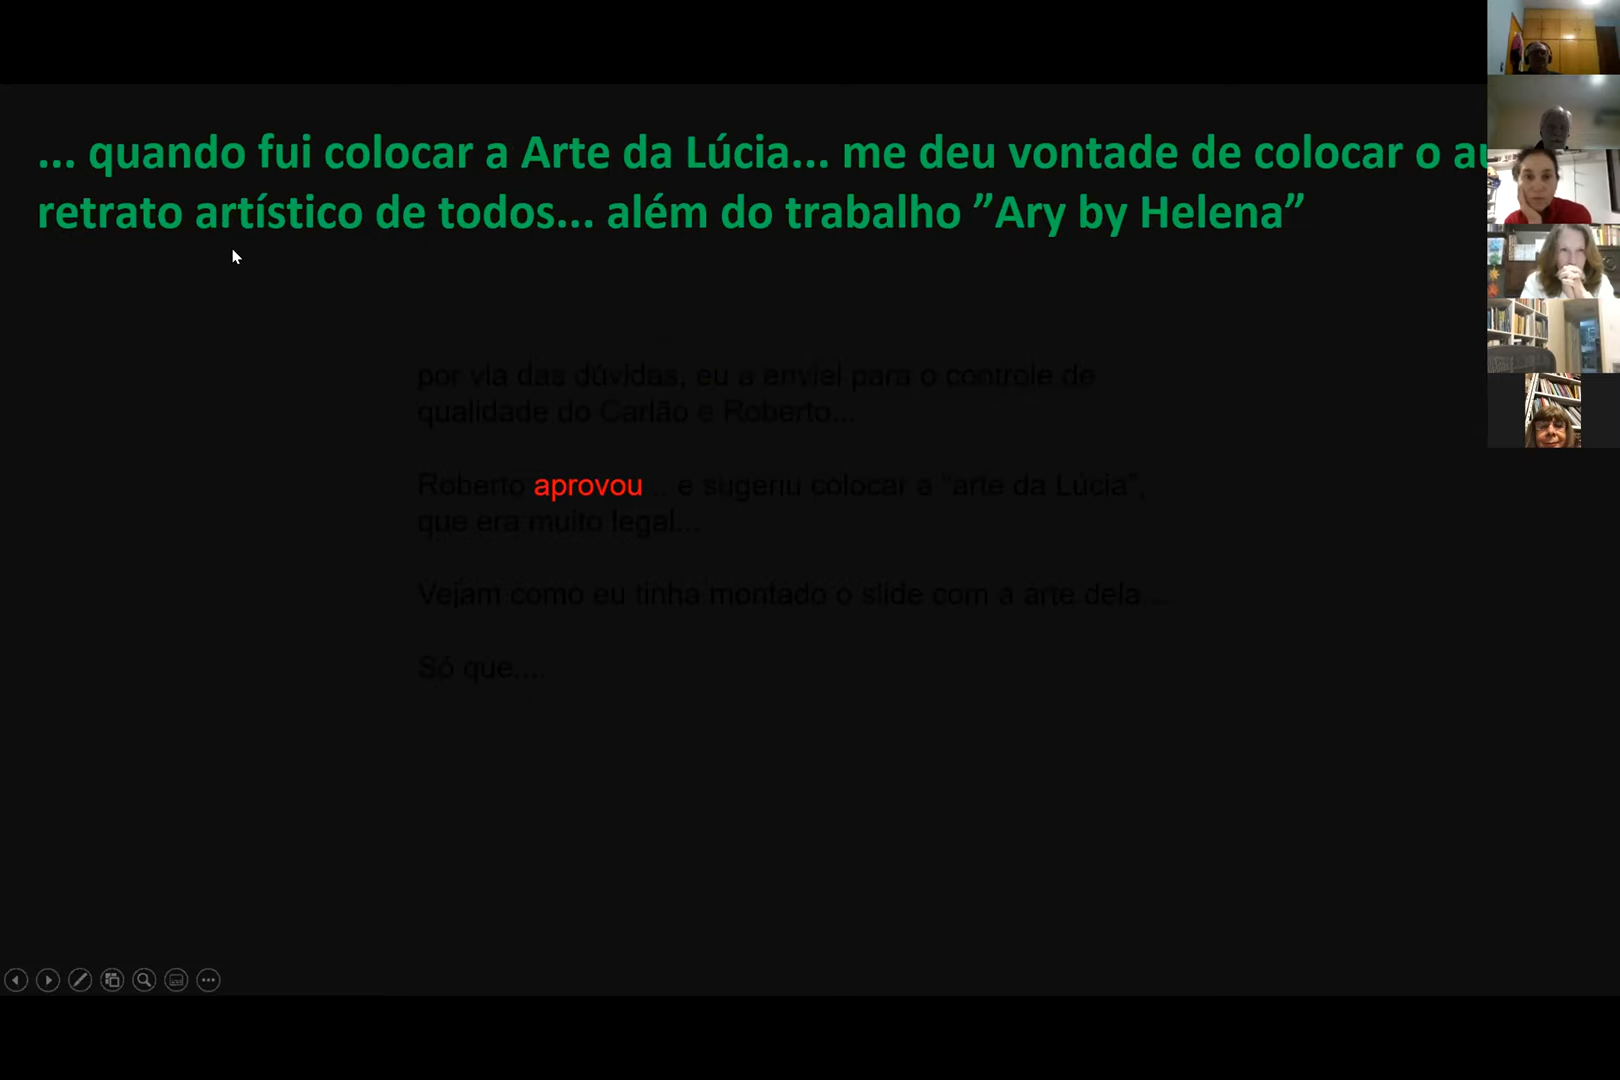 ... quando fui colocar a Arte da Lúcia... me deu vontade de colocar o au
retrato artístico de todos... além do trabalho ”Ary by Helena”
por via das dúvidas, eu a enviei para o controle de
qualidade do Carlão e Roberto...
Roberto aprovou .. e sugeriu colocar a “arte da Lúcia”,
que era muito legal...
Vejam como eu tinha montado o slide com a arte dela ...
Só que....